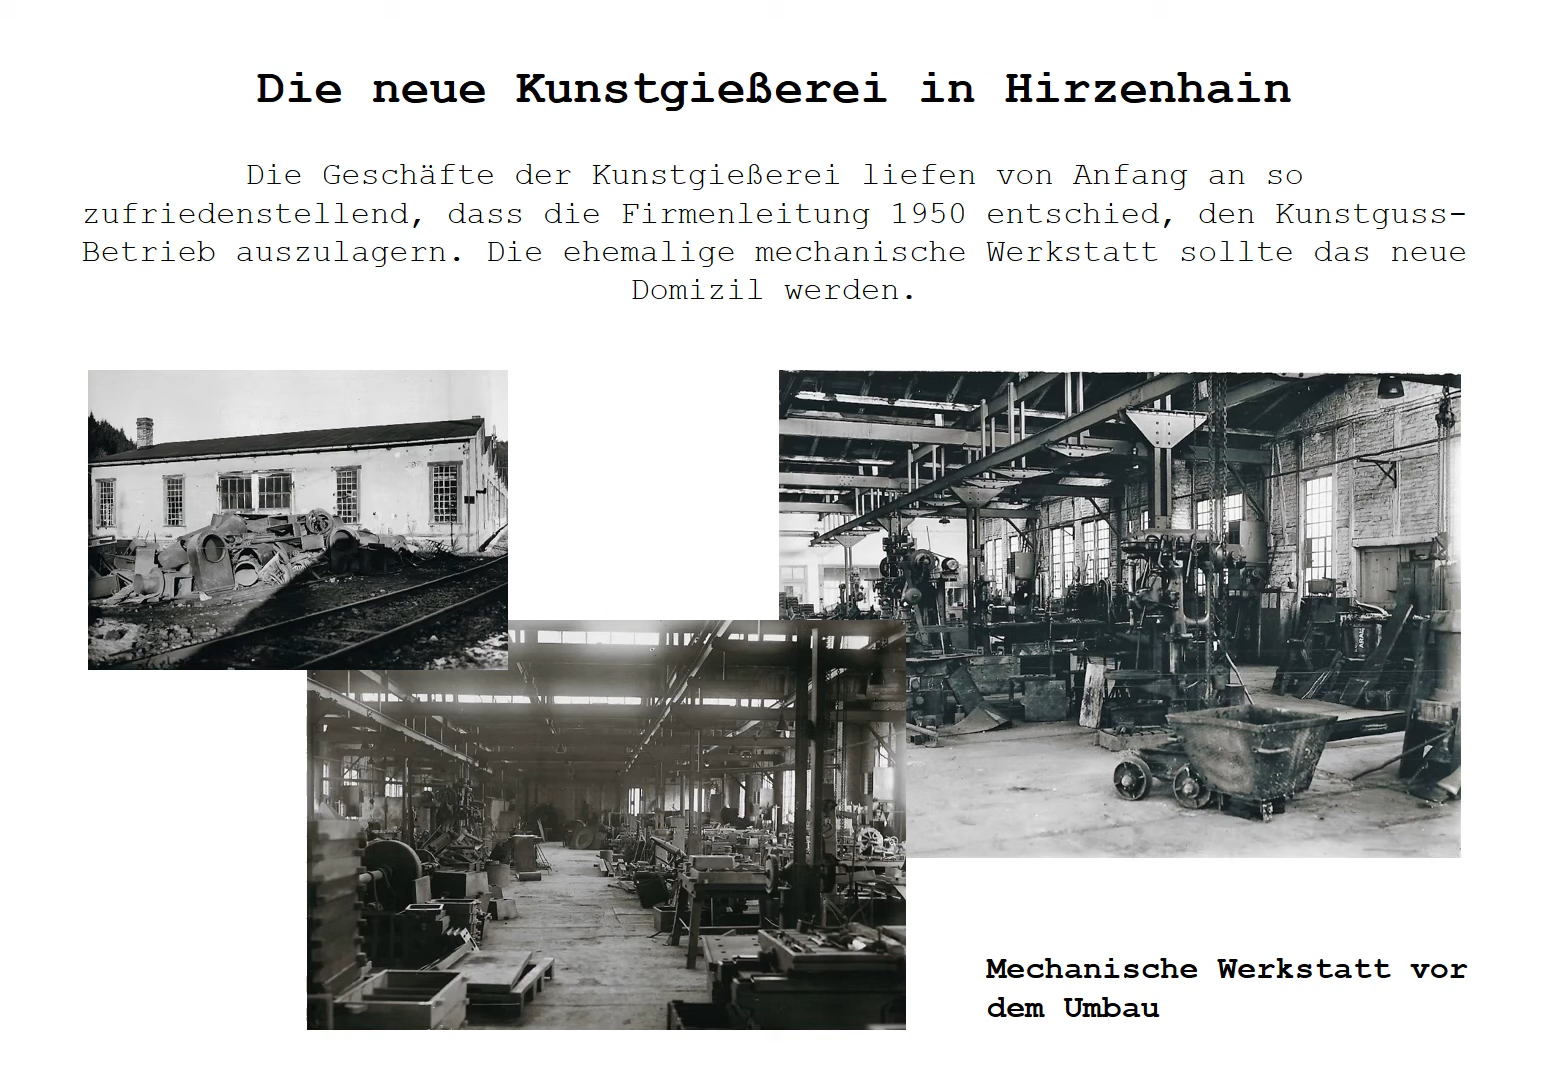 Die neue Kunstgießerei in Hirzenhain
Die Geschäfte der Kunstgießerei liefen von Anfang an so
zufriedenstellend, dass die Firmenleitung 1950 entschied, den Kunstguss-
Betrieb auszulagern. Die ehemalige mechanische Werkstatt sollte das neue
Domizil werden.
ARAL
Mechanische Werkstatt vor
dem Umbau